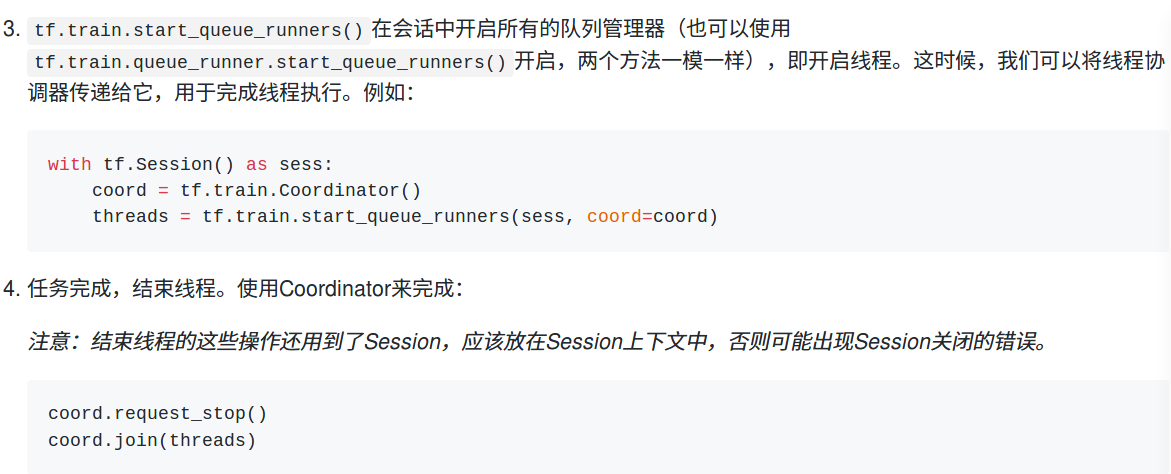 3. tf.train.start_queue_runners()在会话中开启所有的队列管理器（也可以使用
tf.train.queue_runner.start_queue_runners()开启，两个方法一模一样），即开启线程。这时候，我们可以将线程协
调器传递给它，用于完成线程执行。例如：
with tf.Session() as sess:
    coord = tf.train.Coordinator()
    threads = tf.train.start_queue_runners(sess, coord=coord)
4. 任务完成，结束线程。使用Coordinator来完成：
注意：结束线程的这些操作还用到了Session，应该放在Session上下文中，否则可能出现Session关闭的错误。
coord.request_stop()
coord.join(threads)